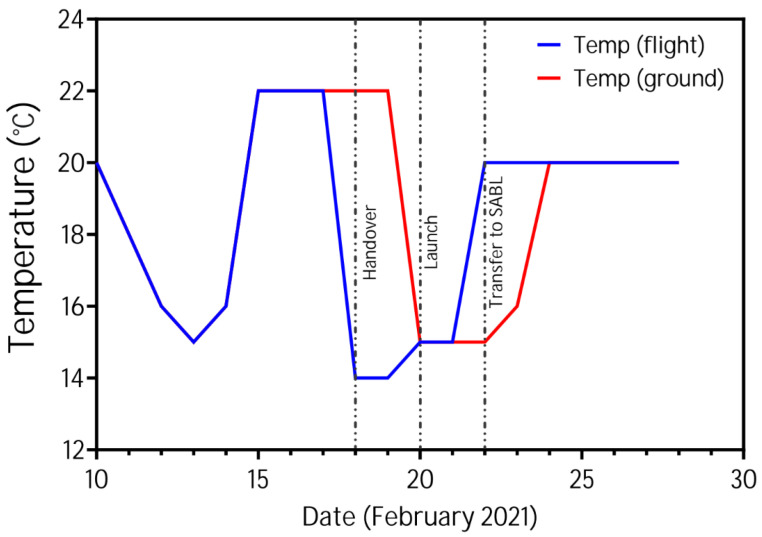 24
22
20
18
16
14
12
Temperature (°C)
Temp (flight)
Temp (ground)
Handover
Launch
Transfer to SABL
10
15
20
25
30
Date (February 2021)